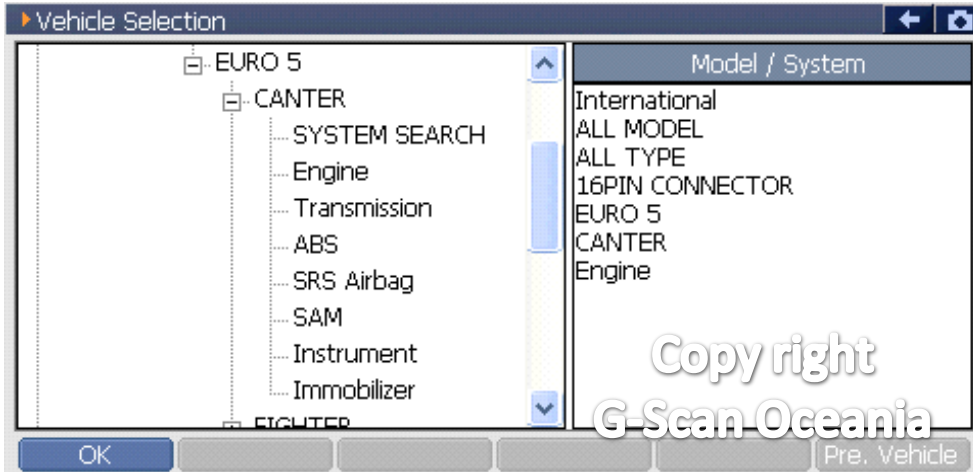 Vehicle Selection
EURO 5
CANTER
SYSTEM SEARCH
Engine
Transmission
ABS
SRS Airbag
SAM
Instrument
Immobilizer
FIGHTER
Model / System
International
ALL MODEL
ALL TYPE
16PIN CONNECTOR
EURO 5
CANTER
Engine
Copy right
G-Scan Oceania
OK
Pre. Vehicle